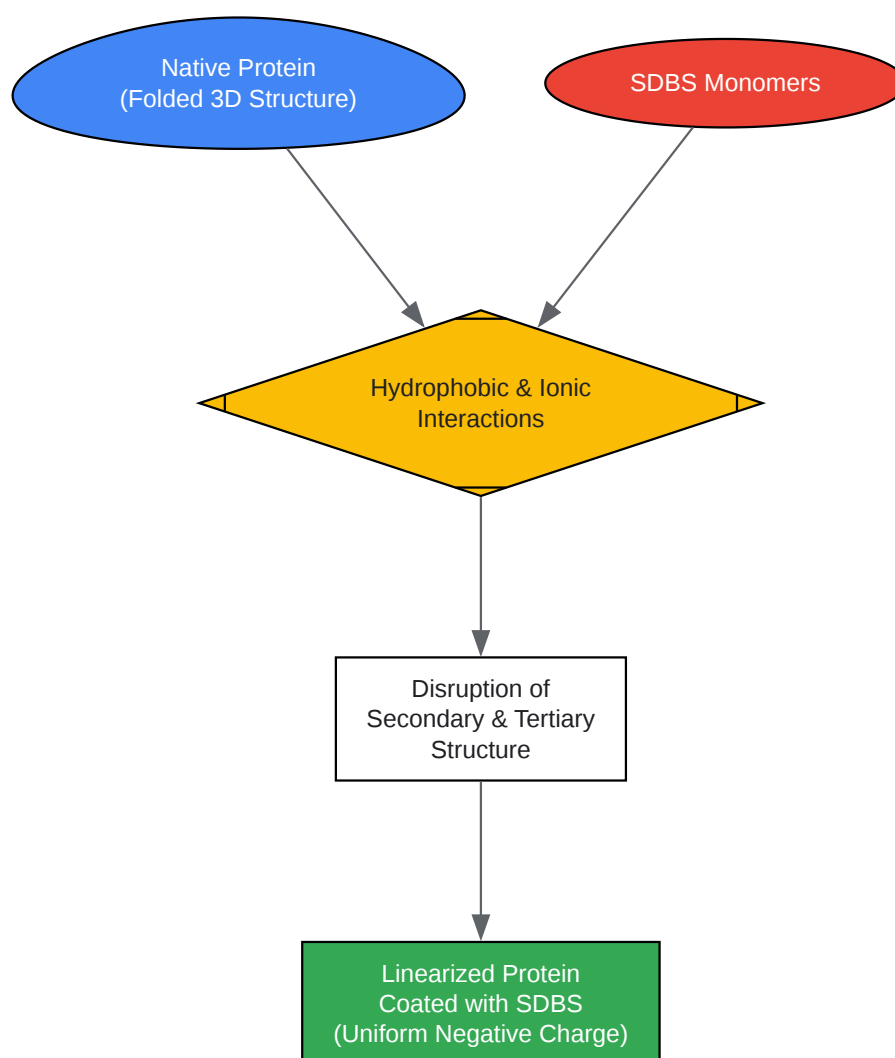 Native Protein
(Folded 3D Structure)
SDBS Monomers
Hydrophobic & Ionic
Interactions
Disruption of
Secondary & Tertiary
Structure
Linearized Protein
Coated with SDBS
(Uniform Negative Charge)